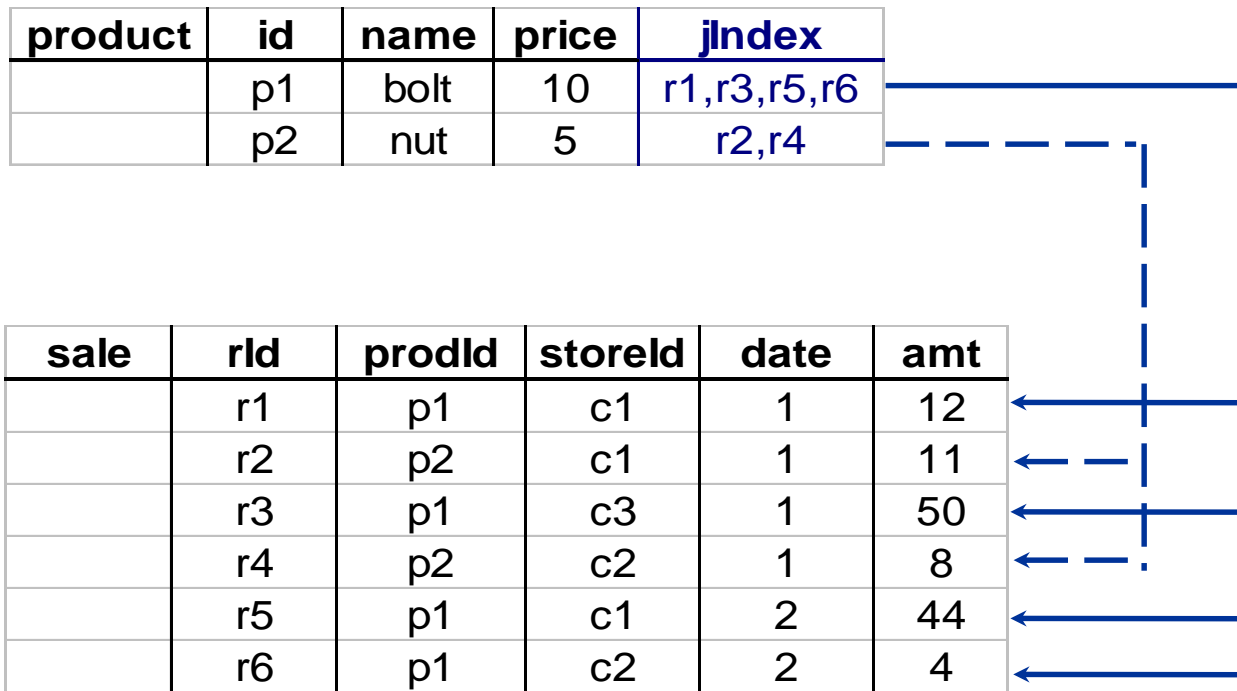 product id name price jIndex
p1 bolt 10 r1,r3,r5,r6
p2 nut 5 r2,r4
sale rId prodId storeId date amt
r1 p1 c1 1 12
r2 p2 c1 1 11
r3 p1 c3 1 50
r4 p2 c2 1 8
r5 p1 c1 2 44
r6 p1 c2 2 4